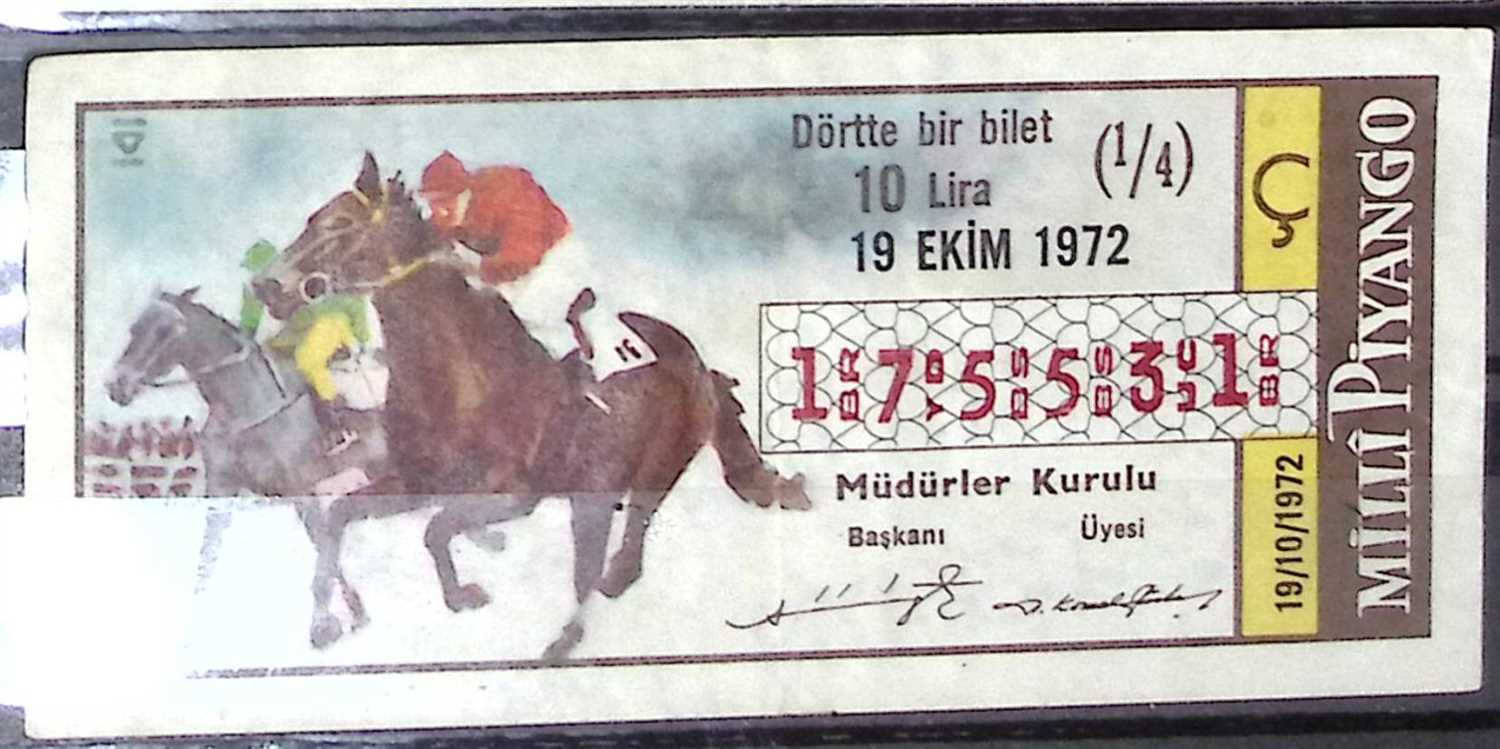 Dörtte bir bilet (1/4)
10 Lira
19 EKİM 1972
175531
16
Müdürler Kurulu
Başkanı Üyesi
19/10/1972
MİLLÎ PİYANGO